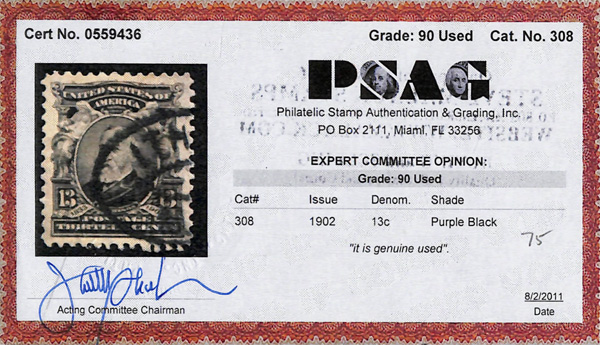 Cert No. 0559436 Grade: 90 Used Cat. No. 308
UNITED STATES OF
AMERICA
13
POSTAGE
THIRTEEN CENTS
PSAG
Philatelic Stamp Authentication & Grading, Inc.
PO Box 2111, Miami, FL 33256
EXPERT COMMITTEE OPINION:
Grade: 90 Used
Cat# Issue Denom. Shade
308 1902 13c Purple Black
"it is genuine used".
75
Acting Committee Chairman
8/2/2011
Date